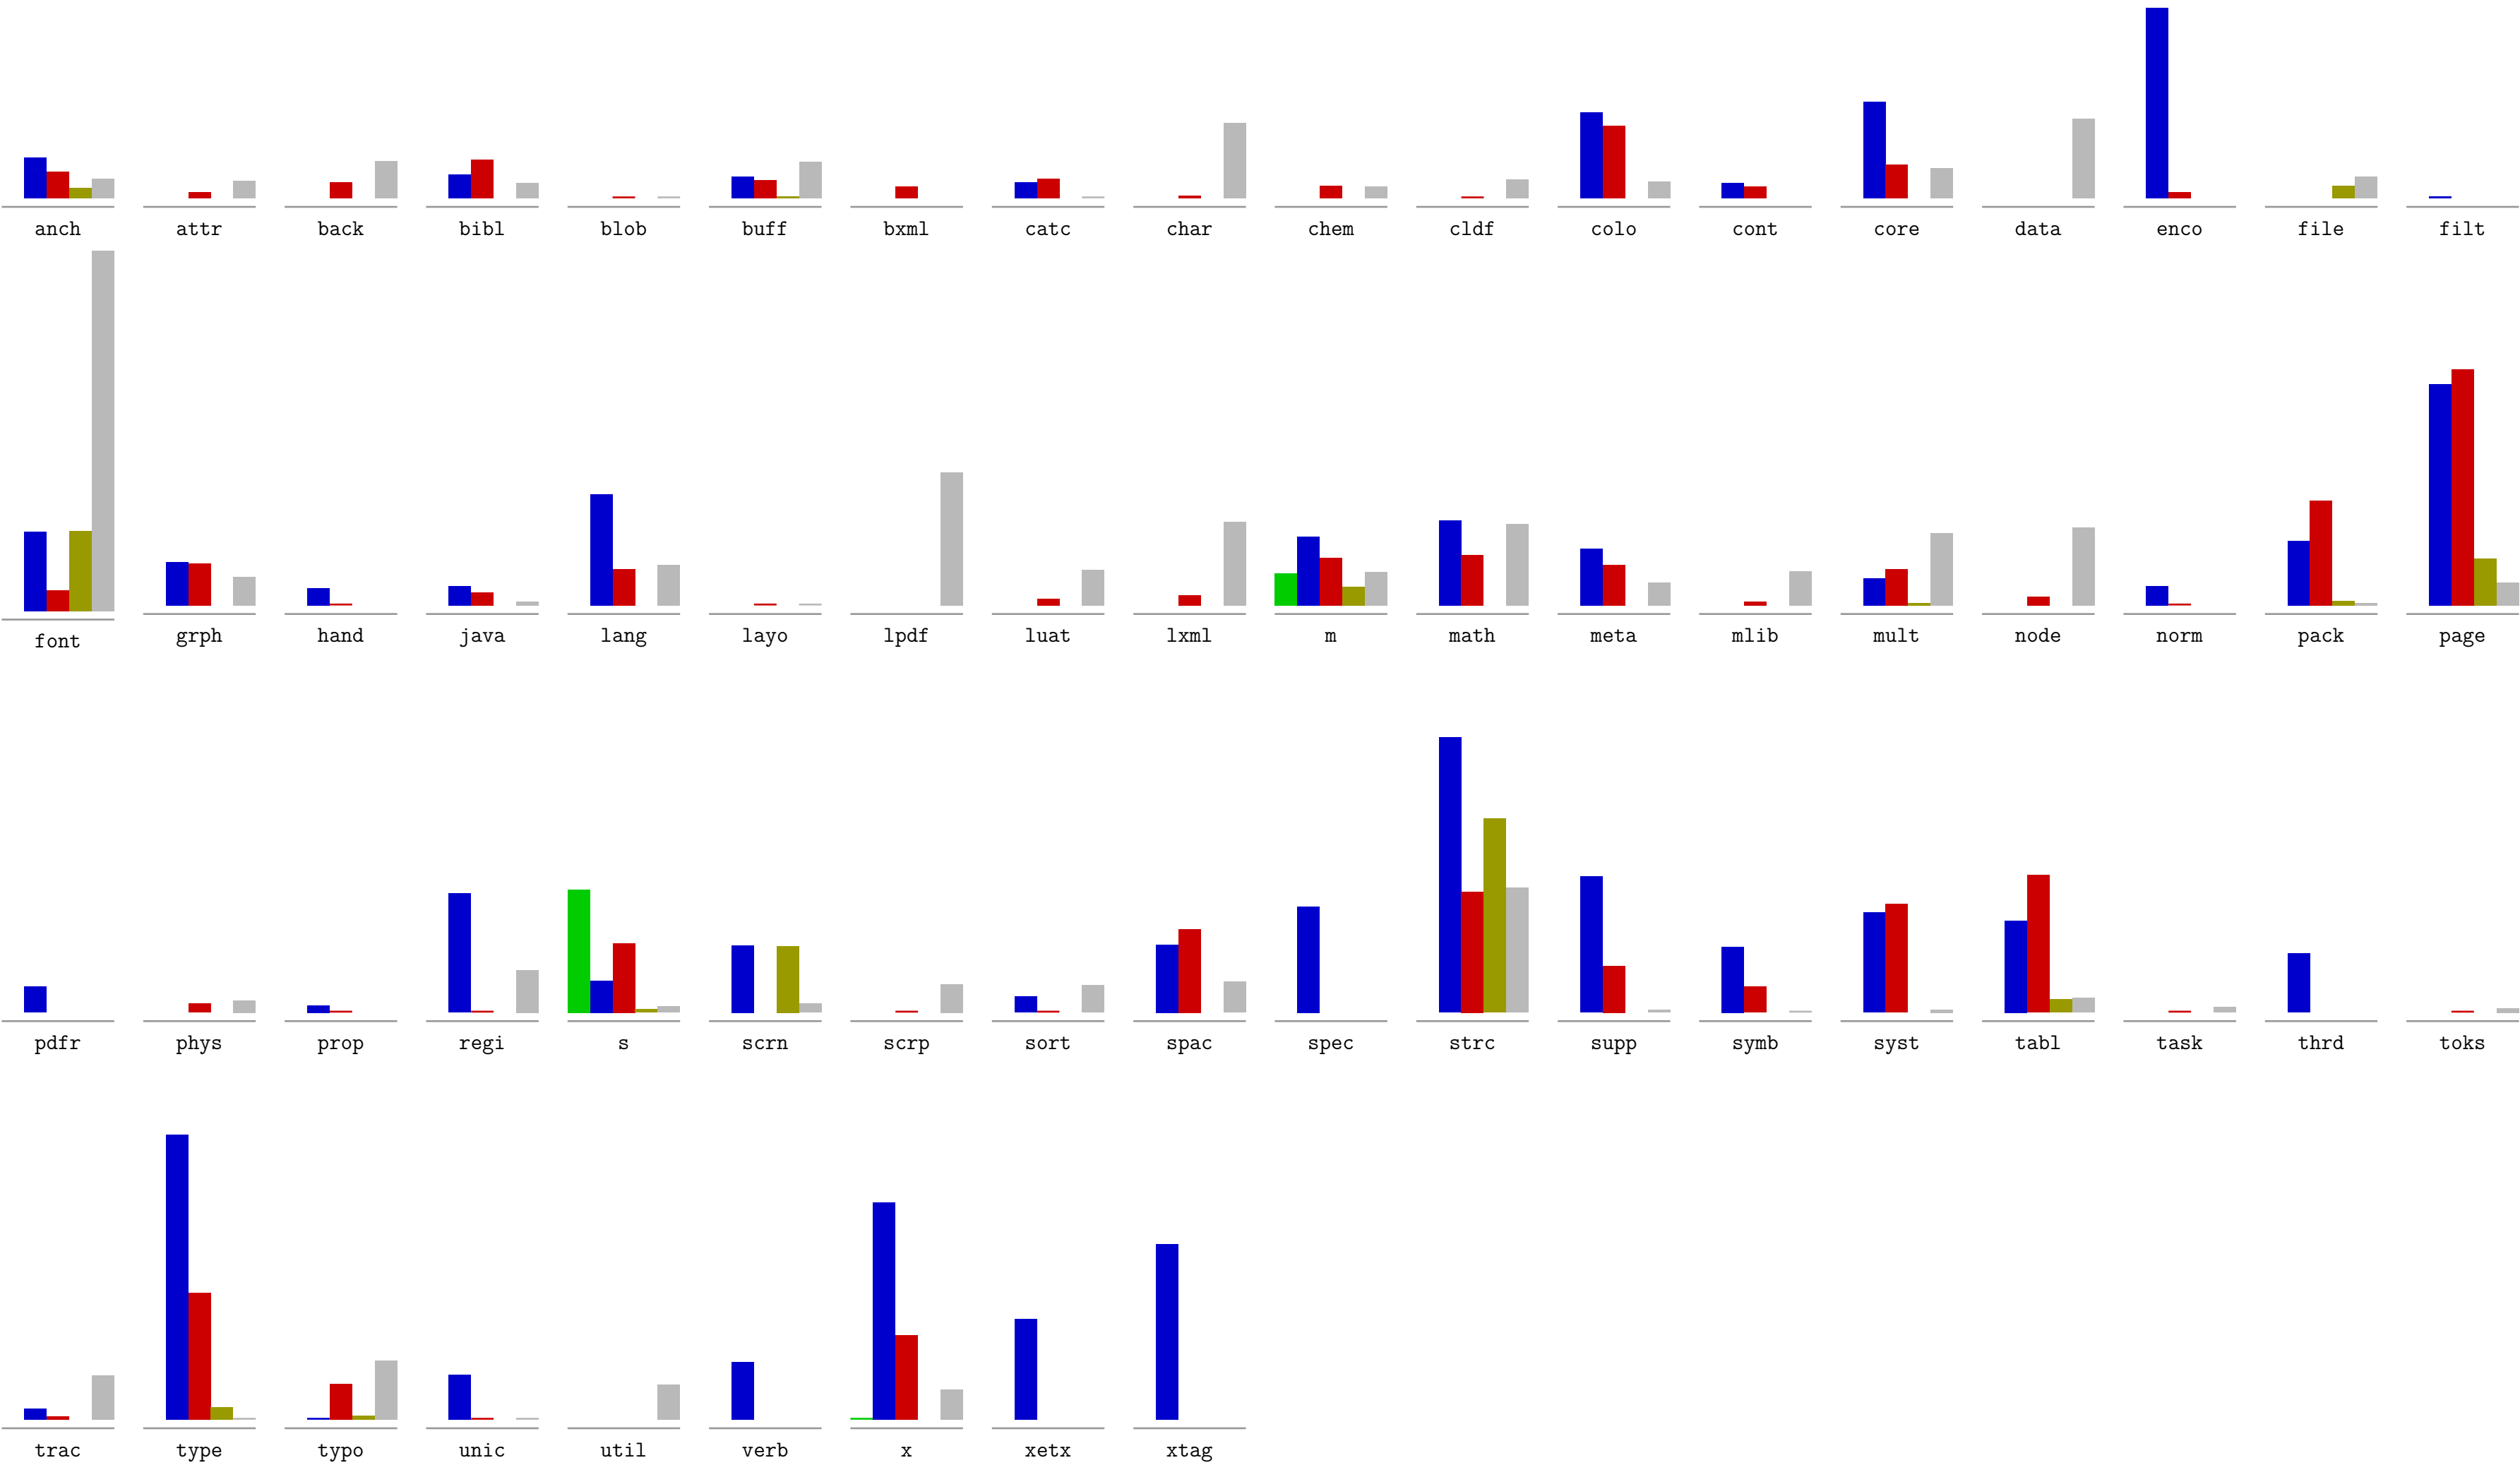 anch attr back bibl blob buff bxml catc char chem cldf colo cont core data enco file filt
font grph hand java lang layo lpdf luat lxml m math meta mlib mult node norm pack page
pdfr phys prop regi s scrn scrp sort spac spec strc supp symb syst tabl task thrd toks
trac type typo unic util verb x xetx xtag